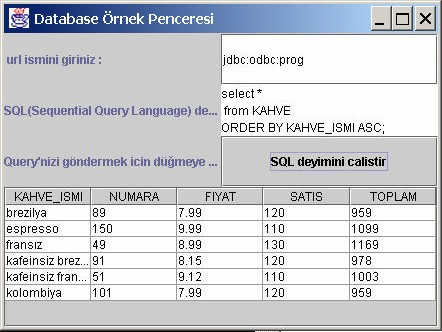 Database Örnek Penceresi
url ismini giriniz :
jdbc:odbc:prog
SQL(Sequential Query Language) de...
select *
from KAHVE
ORDER BY KAHVE_ISMI ASC;
Query'nizi göndermek icin düğmeye ...
SQL deyimini calistir
KAHVE_ISMI NUMARA FIYAT SATIS TOPLAM
brezilya 89 7.99 120 959
espresso 150 9.99 110 1099
fransız 49 8.99 130 1169
kafeinsiz brez... 91 8.15 120 978
kafeinsiz fran... 51 9.12 110 1003
kolombiya 101 7.99 120 959